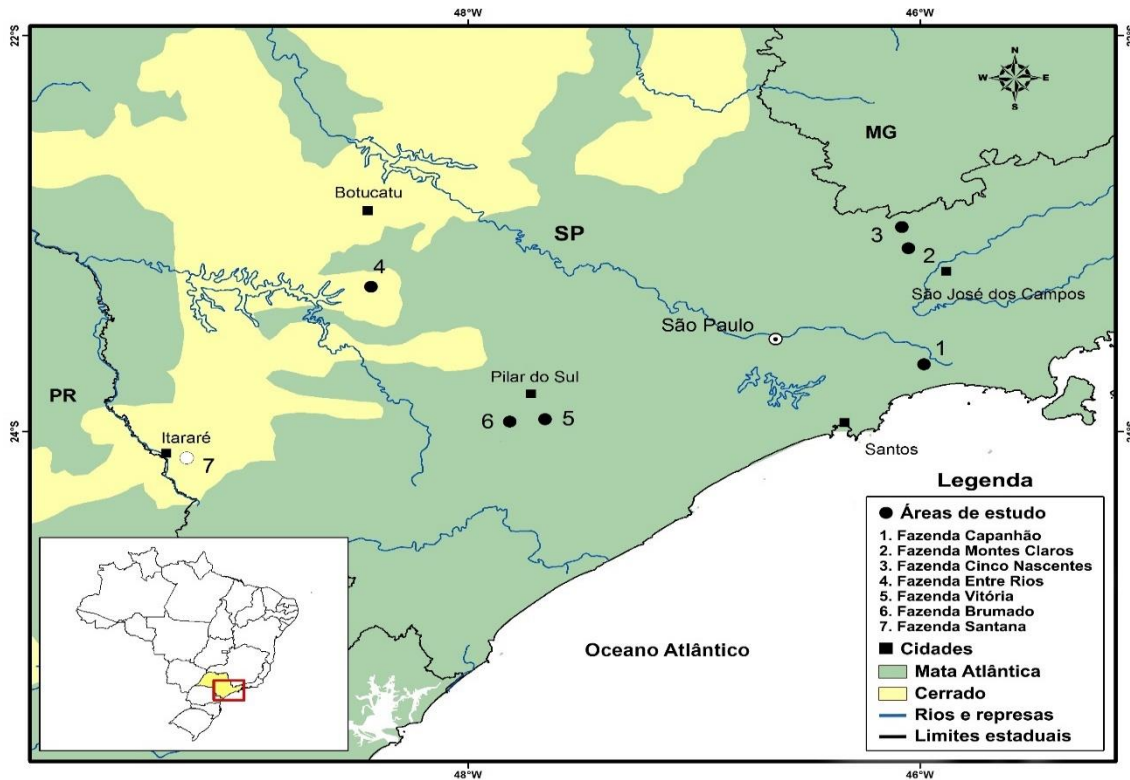 48°W
46°W
22°S
22°S
N
W
E
S
MG
Botucatu
SP
3
2
4
São José dos Campos
São Paulo
1
PR
Pilar do Sul
6
5
24°S
24°S
Itararé
7
Santos
Oceano Atlântico
Legenda
Áreas de estudo
1. Fazenda Capanhão
2. Fazenda Montes Claros
3. Fazenda Cinco Nascentes
4. Fazenda Entre Rios
5. Fazenda Vitória
6. Fazenda Brumado
7. Fazenda Santana
Cidades
Mata Atlântica
Cerrado
Rios e represas
Limites estaduais
48°W
46°W